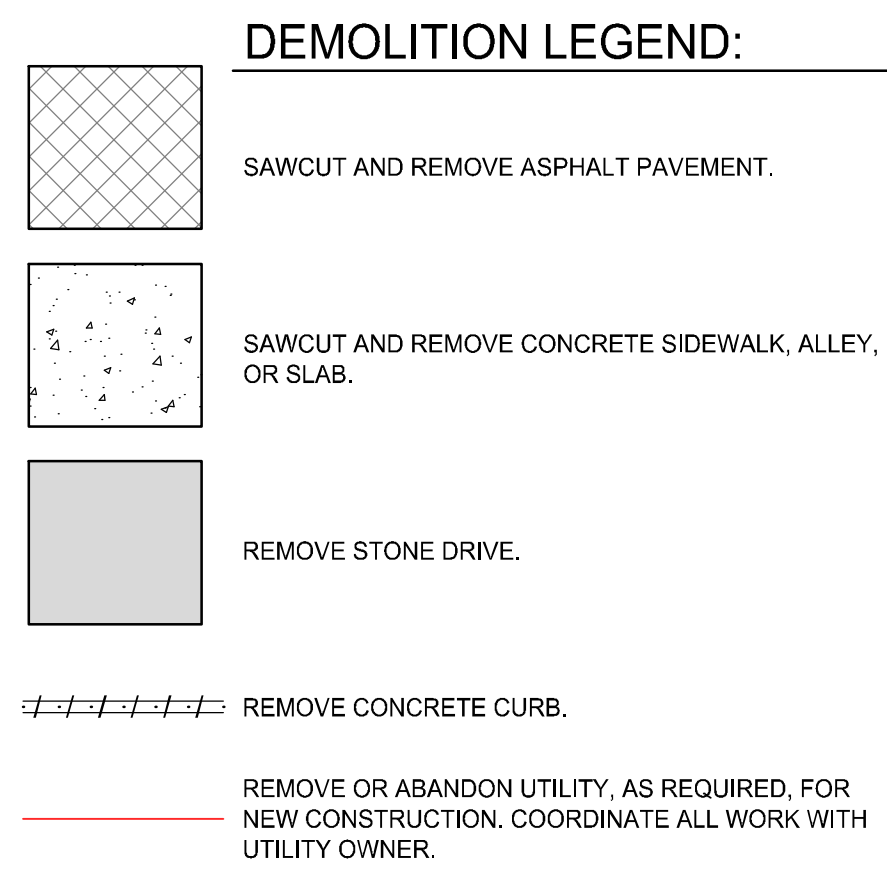 DEMOLITION LEGEND:
SAWCUT AND REMOVE ASPHALT PAVEMENT.
SAWCUT AND REMOVE CONCRETE SIDEWALK, ALLEY,
OR SLAB.
REMOVE STONE DRIVE.
REMOVE CONCRETE CURB.
REMOVE OR ABANDON UTILITY, AS REQUIRED, FOR
NEW CONSTRUCTION. COORDINATE ALL WORK WITH
UTILITY OWNER.